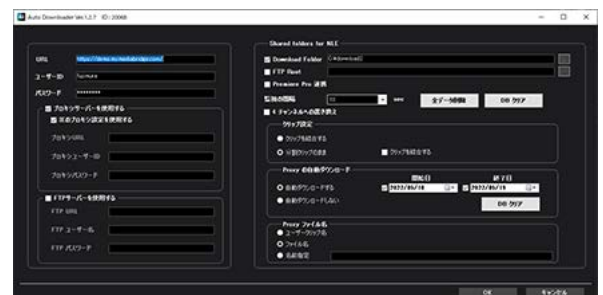 Auto Downloader Ver.1.2.7 ID : 20068
URL
ユーザーID
パスワード ********
プロキシサーバーを使用する
IEのプロキシ設定を使用する
プロキシURL
プロキシユーザーID
プロキシパスワード
FTPサーバーを使用する
FTP URL
FTP ユーザー名
FTP パスワード
Shared folders for NLE
Download Folder
FTP Root
Premiere Pro 連携
監視の間隔 10 sec 全データ削除 DB クリア
4 チャンネルへの置き換え
クリップ設定
クリップを結合する
分割クリップのまま クリップを結合する
Proxy の自動ダウンロード
開始日 終了日
自動ダウンロードする 2022/05/10 2022/05/11
自動ダウンロードしない DB クリア
Proxy ファイル名
ユーザークリップ名
ファイル名
名前指定
OK キャンセル